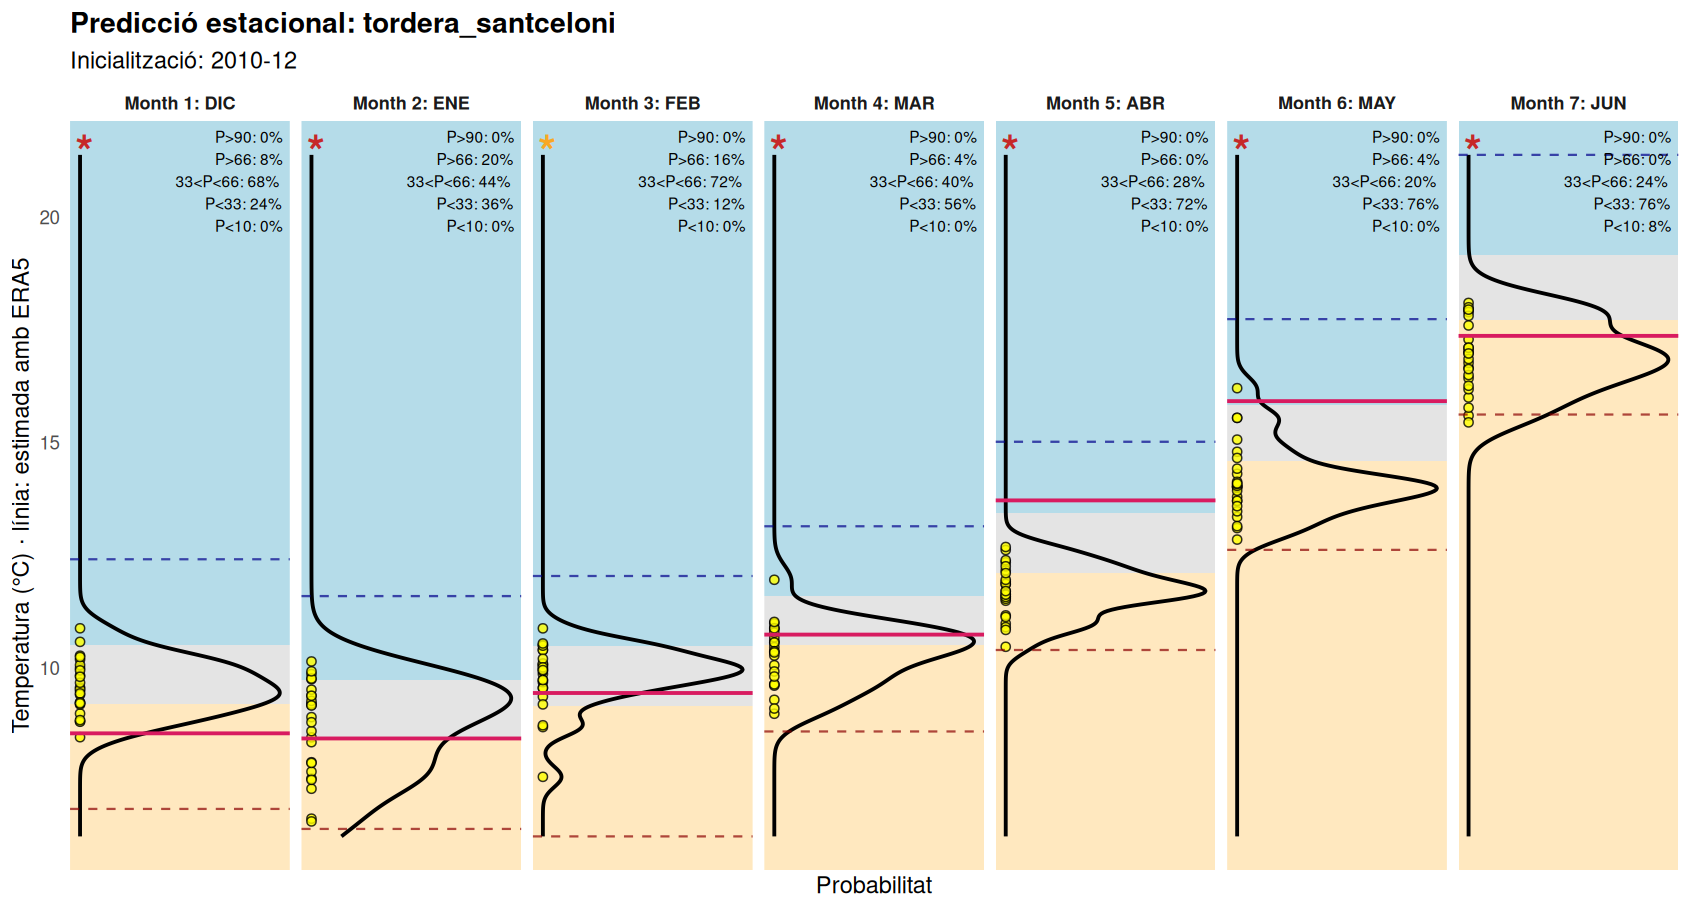 Predicció estacional: tordera_santceloni
Inicialització: 2010-12
Month 1: DIC
Month 2: ENE
Month 3: FEB
Month 4: MAR
Month 5: ABR
Month 6: MAY
Month 7: JUN
*
P>90: 0%
P>66: 8%
33<P<66: 68%
P<33: 24%
P<10: 0%
*
P>90: 0%
P>66: 20%
33<P<66: 44%
P<33: 36%
P<10: 0%
*
P>90: 0%
P>66: 16%
33<P<66: 72%
P<33: 12%
P<10: 0%
*
P>90: 0%
P>66: 4%
33<P<66: 40%
P<33: 56%
P<10: 0%
*
P>90: 0%
P>66: 0%
33<P<66: 28%
P<33: 72%
P<10: 0%
*
P>90: 0%
P>66: 4%
33<P<66: 20%
P<33: 76%
P<10: 0%
*
P>90: 0%
P>66: 0%
33<P<66: 24%
P<33: 76%
P<10: 8%
20
15
10
Temperatura (°C) · línia: estimada amb ERA5
Probabilitat